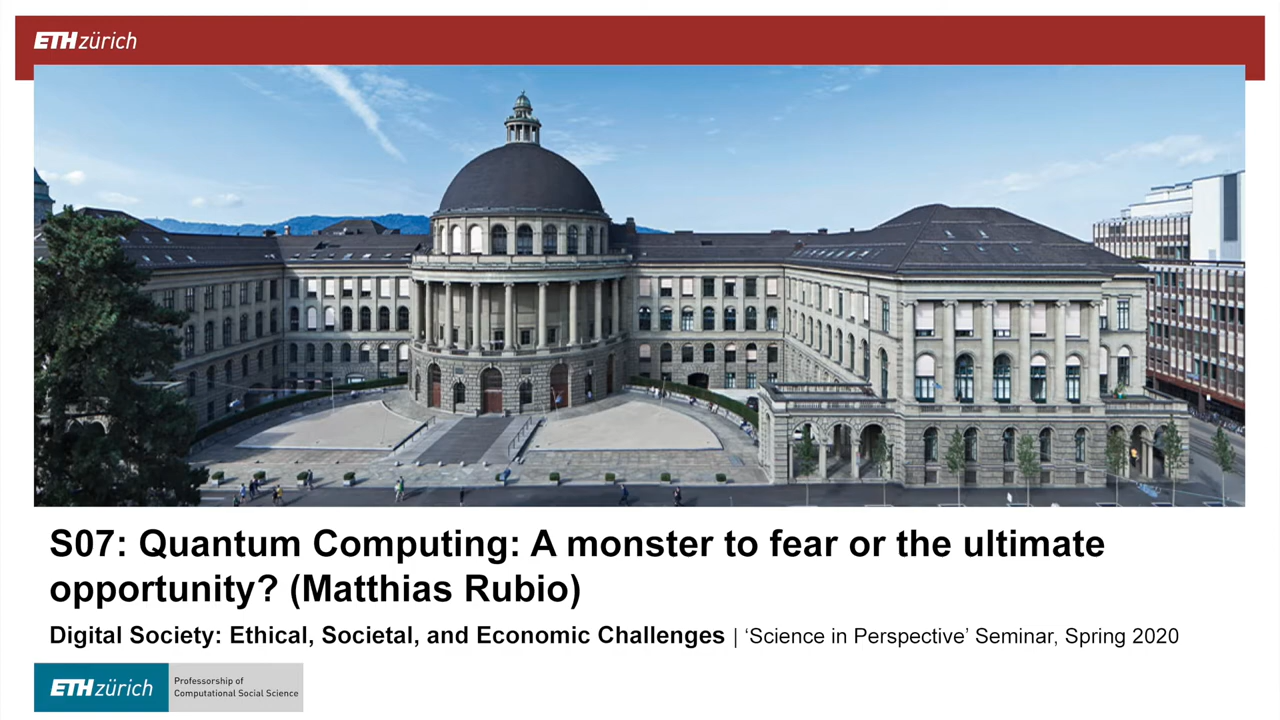 ETH zürich
S07: Quantum Computing: A monster to fear or the ultimate
opportunity? (Matthias Rubio)
Digital Society: Ethical, Societal, and Economic Challenges | ‘Science in Perspective’ Seminar, Spring 2020
ETH zürich
Professorship of
Computational Social Science